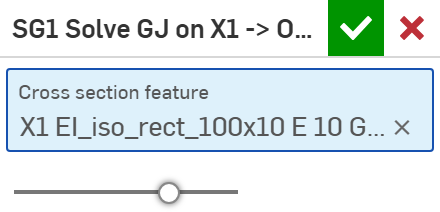 SG1 Solve GJ on X1 -> O...
Cross section feature
X1 EI_iso_rect_100x10 E 10 G...